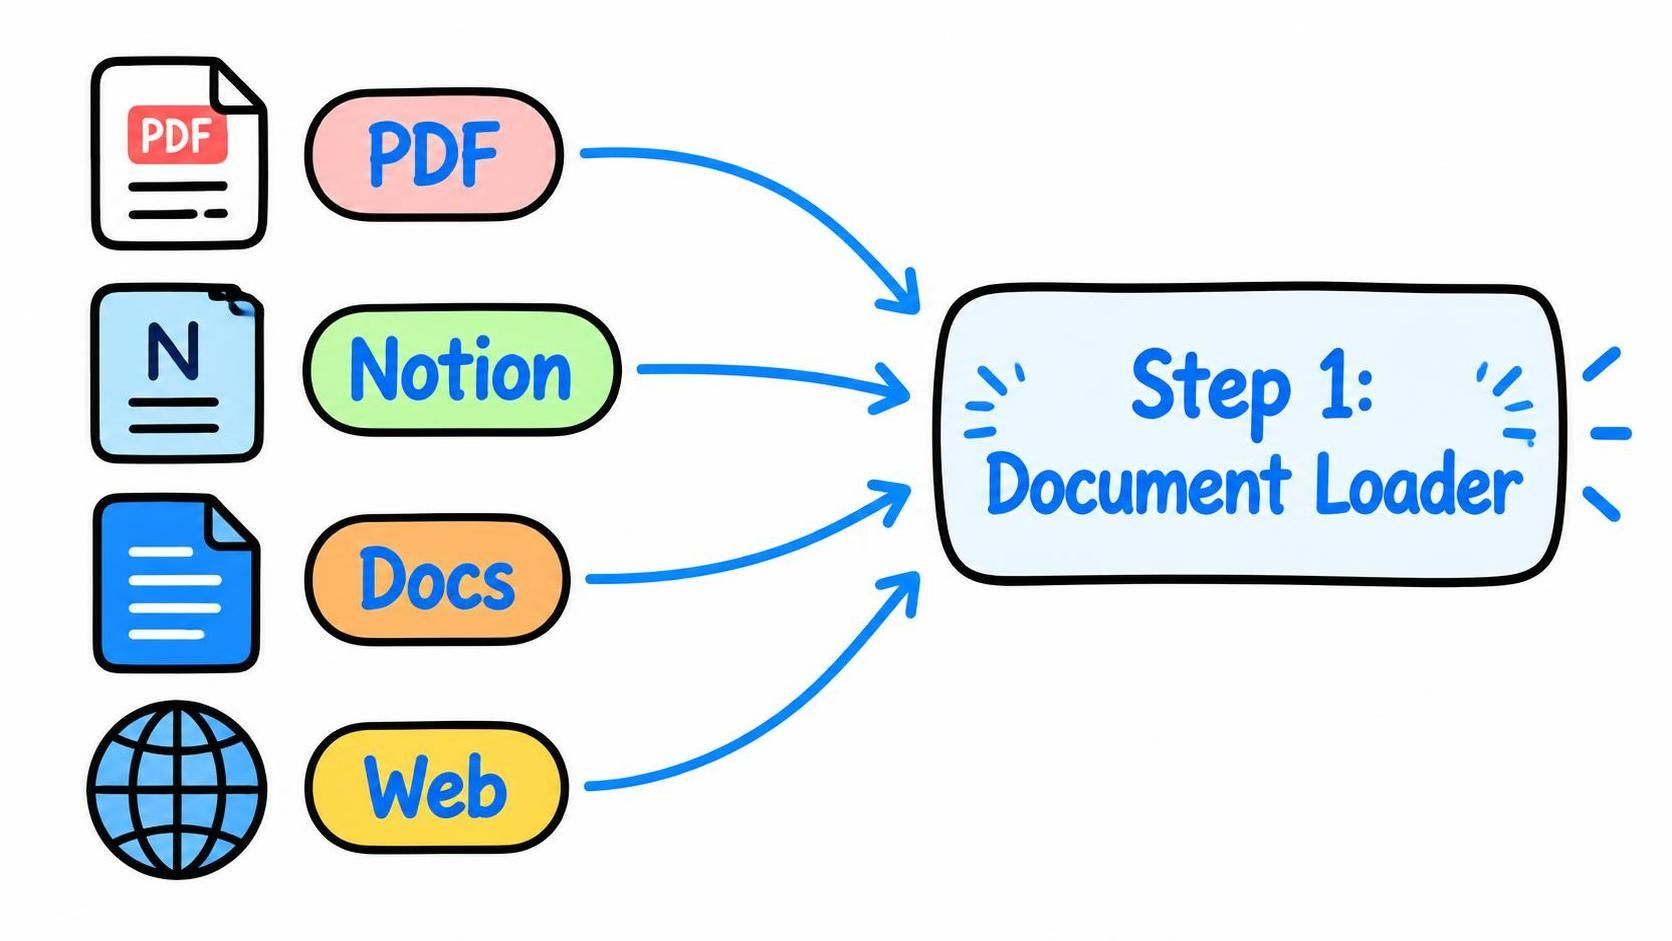 PDF
PDF
N
Notion
Docs
Web
Step 1:
Document Loader